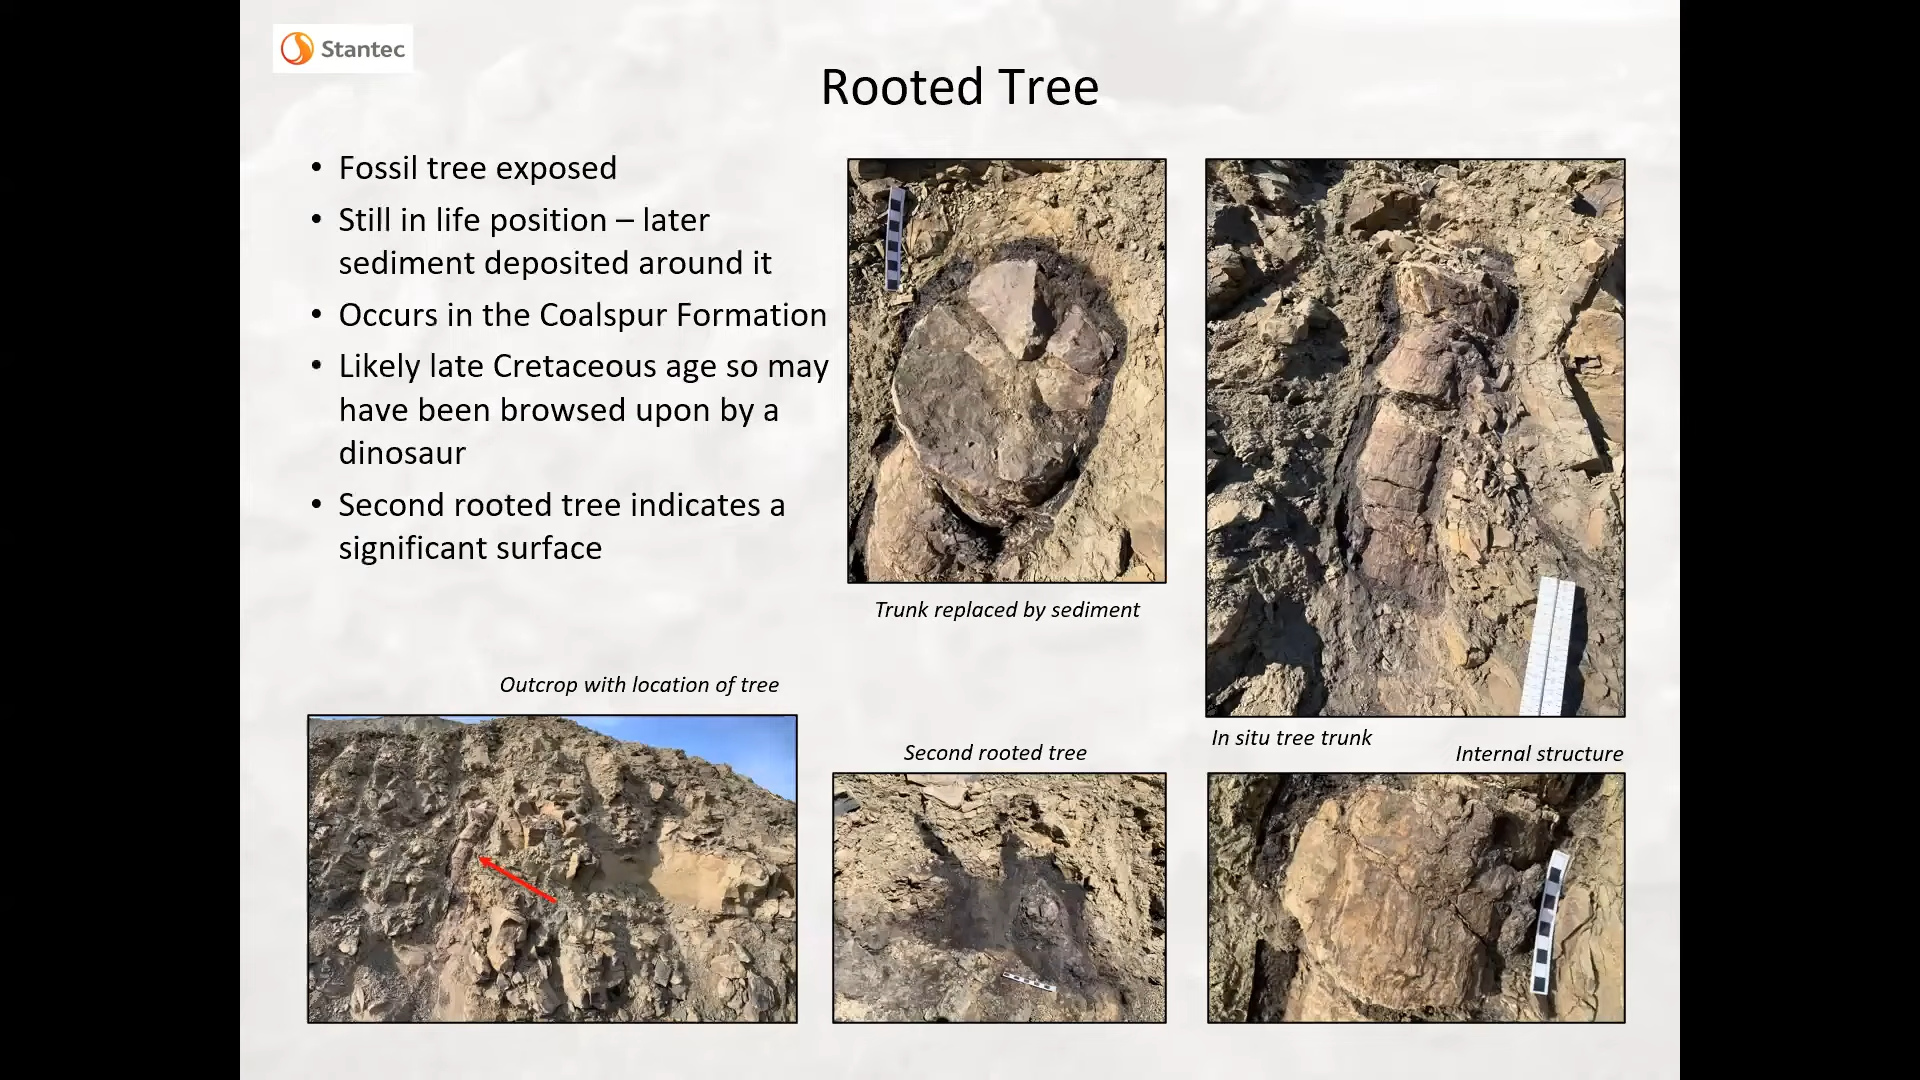 Stantec
Rooted Tree
• Fossil tree exposed
• Still in life position – later
sediment deposited around it
• Occurs in the Coalspur Formation
• Likely late Cretaceous age so may
have been browsed upon by a
dinosaur
• Second rooted tree indicates a
significant surface
Trunk replaced by sediment
Outcrop with location of tree
Second rooted tree
In situ tree trunk
Internal structure